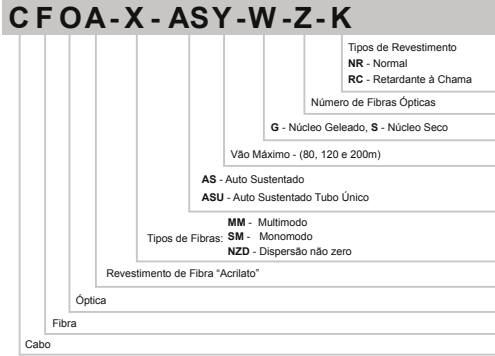 CFOA-X - ASY-W-Z-K
Tipos de Revestimento
NR - Normal
RC - Retardante à Chama
Número de Fibras Ópticas
G - Núcleo Geleado, S - Núcleo Seco
Vão Máximo - (80, 120 e 200m)
AS - Auto Sustentado
ASU - Auto Sustentado Tubo Único
MM - Multimodo
Tipos de Fibras: SM - Monomodo
NZD - Dispersão não zero
Revestimento de Fibra “Acrilato”
Óptica
Fibra
Cabo